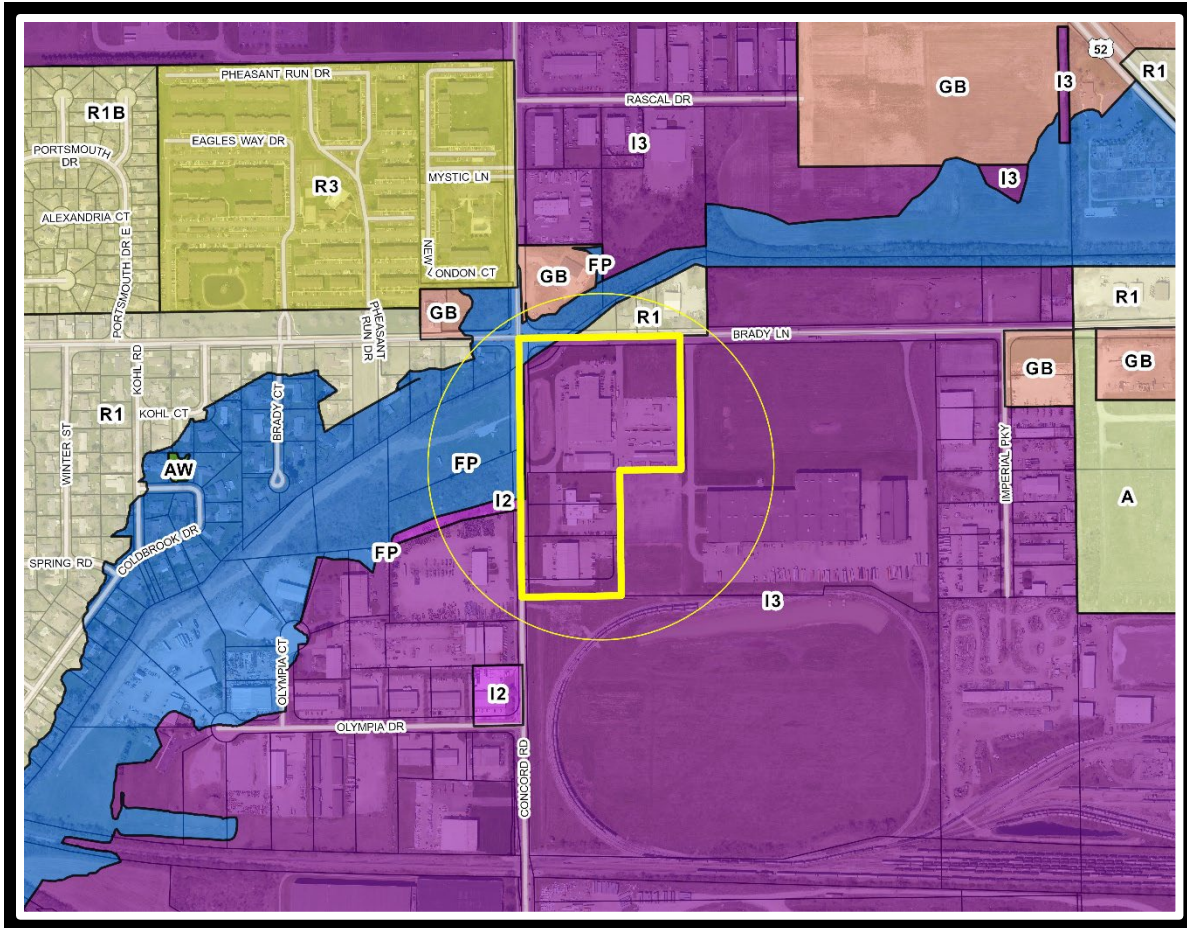 52
R1
PHEASANT RUN DR
GB
I3
R1B
RASCAL DR
EAGLES WAY DR
I3
PORTSMOUTH
DR
MYSTIC LN
R3
I3
ALEXANDRIA CT
PORTSMOUTH DR E
NEW LONDON CT
GB
FP
R1
GB
R1
PHEASANT
RUN DR
BRADY LN
KOHL RD
GB
GB
R1
KOHL CT
BRADY CT
WINTER ST
AW
FP
IMPERIAL PKY
I2
A
COLDBROOK DR
FP
SPRING RD
I3
OLYMPIA CT
I2
OLYMPIA DR
CONCORD RD